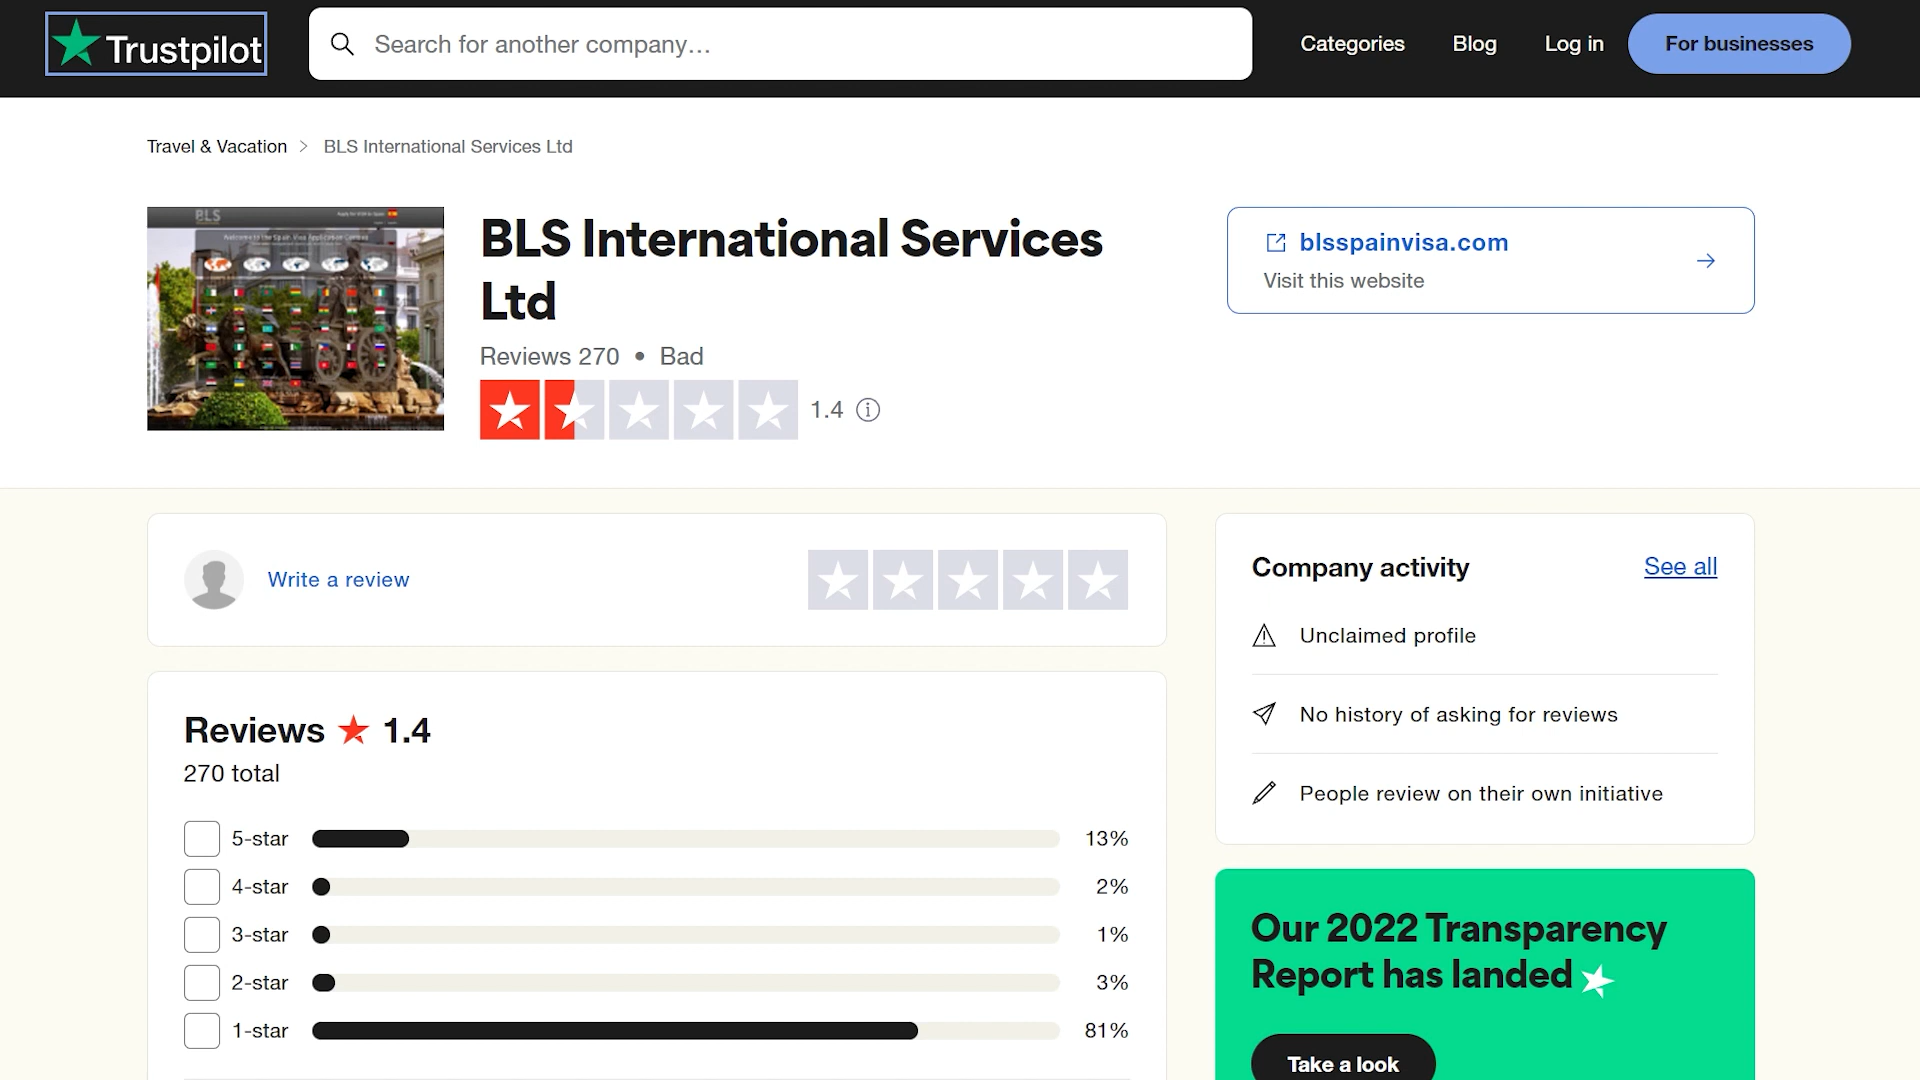 Trustpilot
Search for another company...
Categories
Blog
Log in
For businesses
Travel & Vacation > BLS International Services Ltd
BLS
BLS International Services
Ltd
Reviews 270 • Bad
1.4
blsspainvisa.com
Visit this website
Write a review
Company activity
See all
Unclaimed profile
No history of asking for reviews
People review on their own initiative
Reviews 1.4
270 total
5-star 13%
4-star 2%
3-star 1%
2-star 3%
1-star 81%
Our 2022 Transparency
Report has landed
Take a look